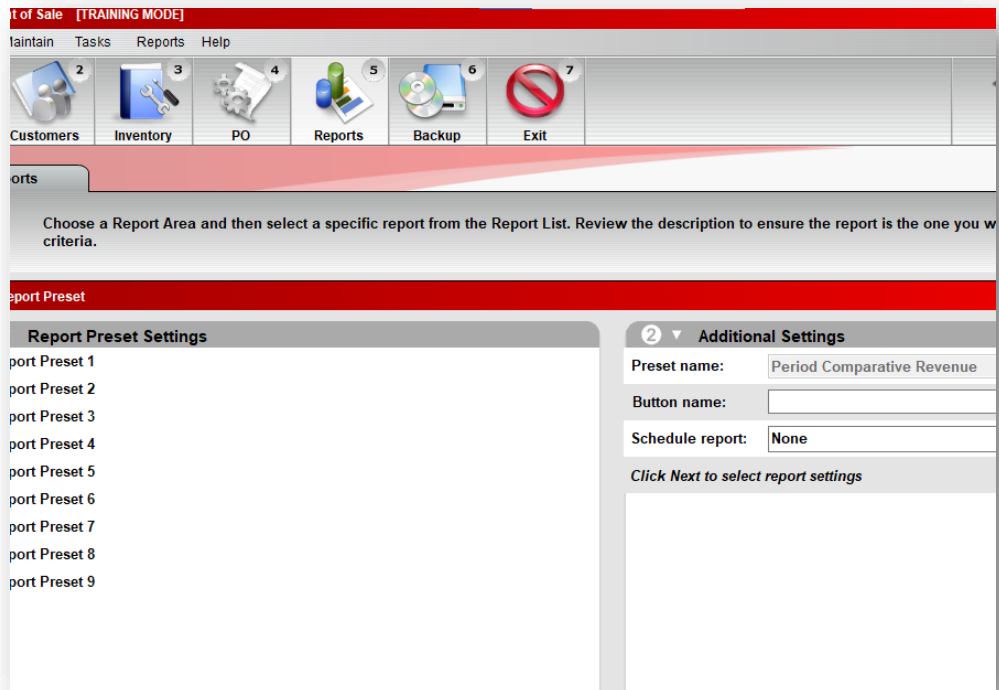 t of Sale [TRAINING MODE]
Maintain Tasks Reports Help
2 3 4 5 6 7
Customers Inventory PO Reports Backup Exit
orts
Choose a Report Area and then select a specific report from the Report List. Review the description to ensure the report is the one you w
criteria.
eport Preset
Report Preset Settings
2 Additional Settings
port Preset 1
Preset name: Period Comparative Revenue
port Preset 2
Button name:
port Preset 3
Schedule report: None
port Preset 4
port Preset 5
Click Next to select report settings
port Preset 6
port Preset 7
port Preset 8
port Preset 9